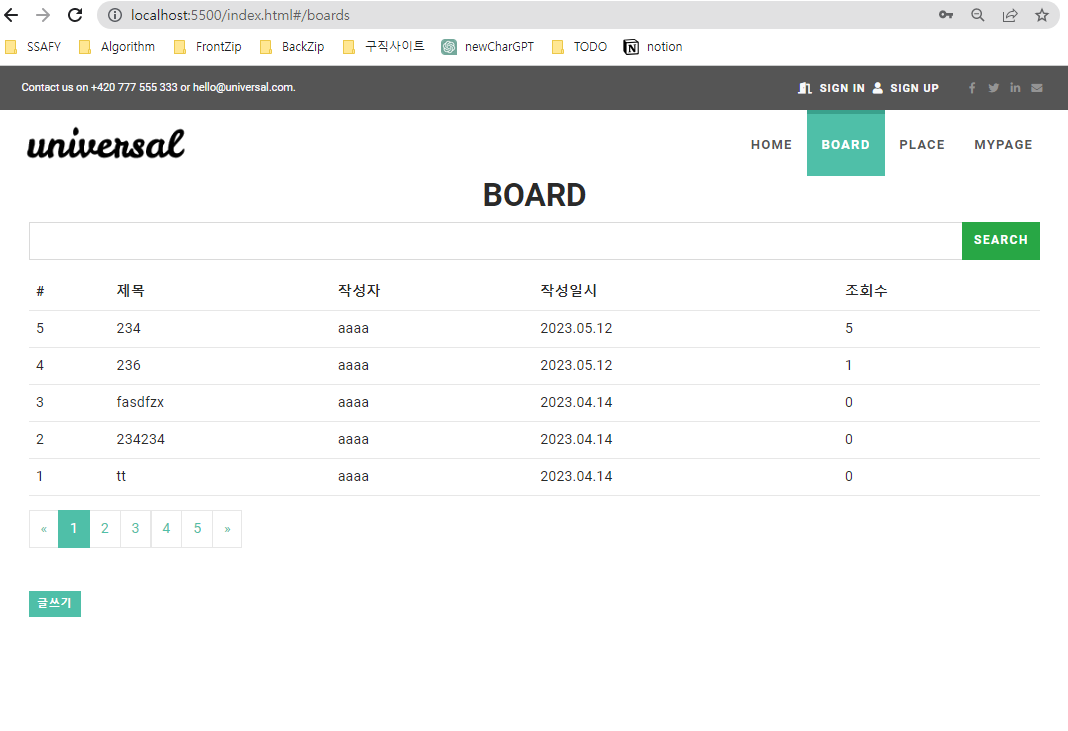 localhost:5500/index.html#/boards
SSAFY Algorithm FrontZip BackZip 구직사이트 newCharGPT TODO notion
Contact us on +420 777 555 333 or hello@universal.com. SIGN IN SIGN UP
universal HOME BOARD PLACE MYPAGE
BOARD
SEARCH
# 제목 작성자 작성일시 조회수
5 234 aaaa 2023.05.12 5
4 236 aaaa 2023.05.12 1
3 fasdfzx aaaa 2023.04.14 0
2 234234 aaaa 2023.04.14 0
1 tt aaaa 2023.04.14 0
« 1 2 3 4 5 »
글쓰기